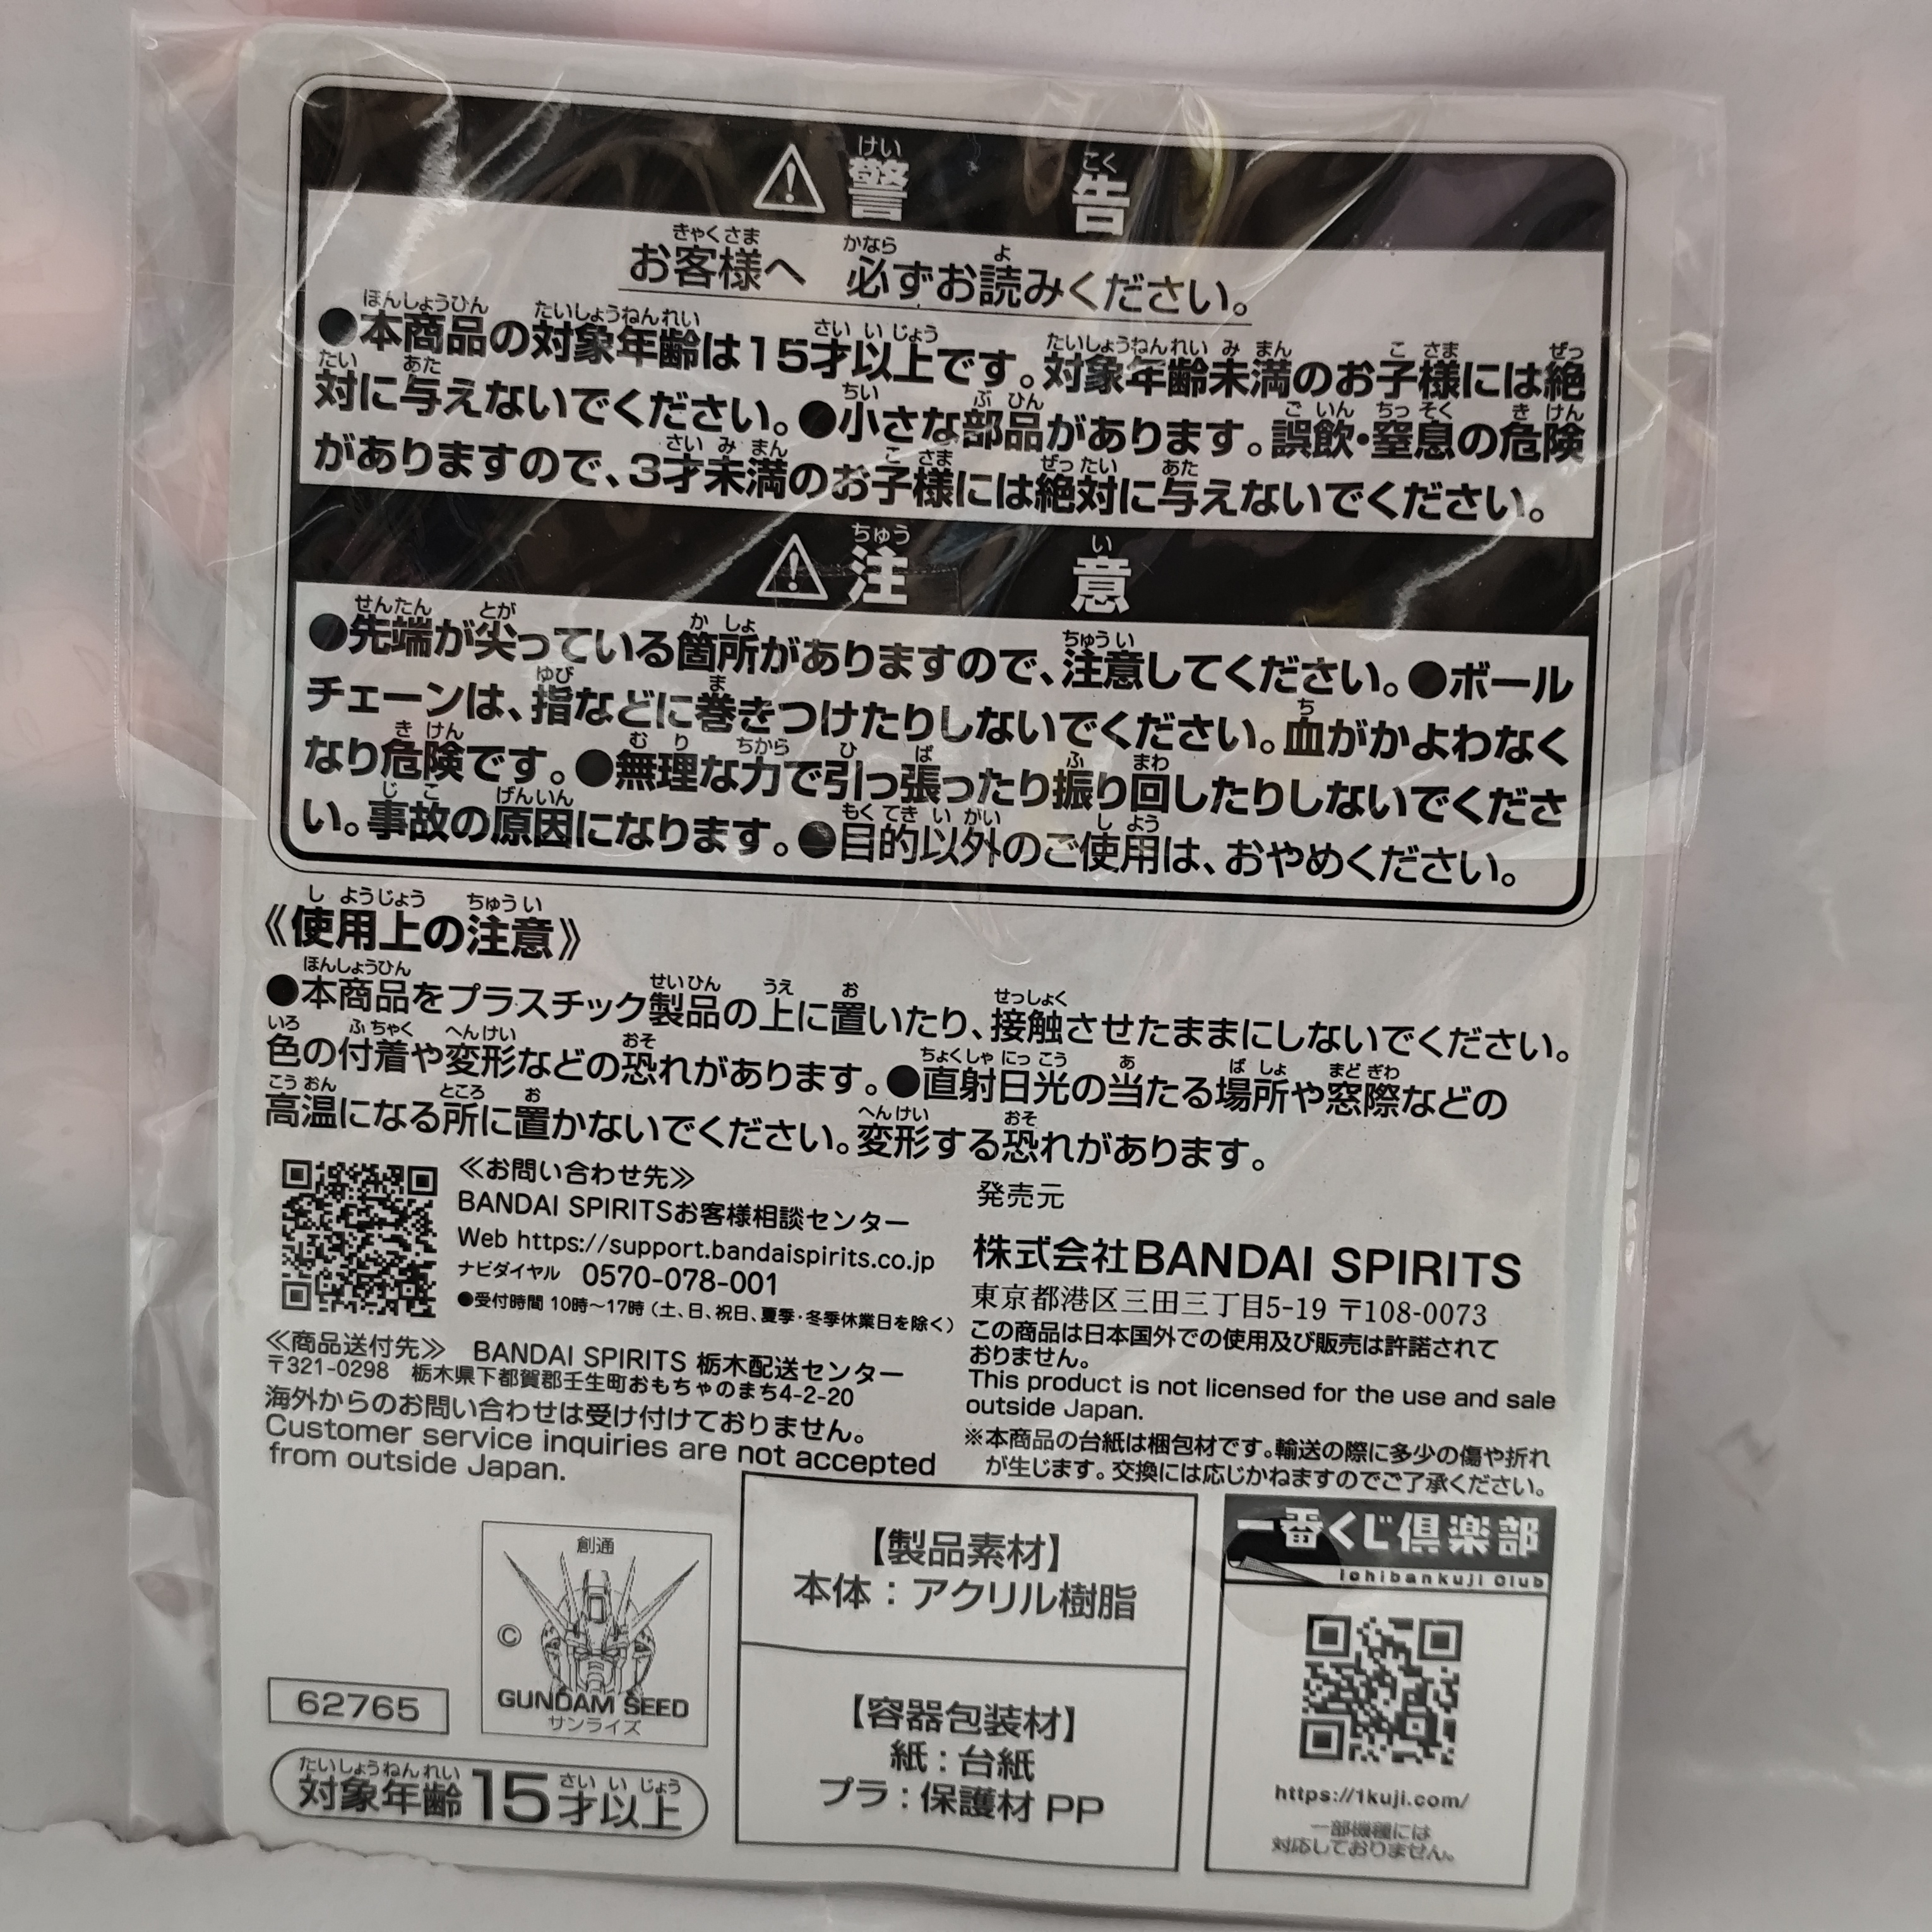 ⚠警告
お客様へ 必ずお読みください。
●本商品の対象年齢は15才以上です。対象年齢未満のお子様には絶
対に与えないでください。●小さな部品があります。誤飲・窒息の危険
がありますので、3才未満のお子様には絶対に与えないでください。
⚠注意
●先端が尖っている箇所がありますので、注意してください。●ボール
チェーンは、指などに巻きつけたりしないでください。血がかよわなく
なり危険です。●無理な力で引っ張ったり振り回したりしないでくださ
い。事故の原因になります。●目的以外のご使用は、おやめください。
《使用上の注意》
●本商品をプラスチック製品の上に置いたり、接触させたままにしないでください。
色の付着や変形などの恐れがあります。●直射日光の当たる場所や窓際などの
高温になる所に置かないでください。変形する恐れがあります。
≪お問い合わせ先≫
BANDAI SPIRITSお客様相談センター
Web https://support.bandaispirits.co.jp
ナビダイヤル 0570-078-001
●受付時間 10時～17時（土、日、祝日、夏季・冬季休業日を除く）
≪商品送付先≫ BANDAI SPIRITS 栃木配送センター
〒321-0298 栃木県下都賀郡壬生町おもちゃのまち4-2-20
海外からのお問い合わせは受け付けておりません。
Customer service inquiries are not accepted
from outside Japan.
発売元
株式会社BANDAI SPIRITS
東京都港区三田三丁目5-19 〒108-0073
この商品は日本国外での使用及び販売は許諾されて
おりません。
This product is not licensed for the use and sale
outside Japan.
※本商品の台紙は梱包材です。輸送の際に多少の傷や折れ
が生じます。交換には応じかねますのでご了承ください。
創通
©
GUNDAM SEED
サンライズ
62765
対象年齢15才以上
【製品素材】
本体：アクリル樹脂
【容器包装材】
紙：台紙
プラ：保護材 PP
一番くじ倶楽部
Ichibankuji Club
https://1kuji.com/
一部機種には
対応しておりません。